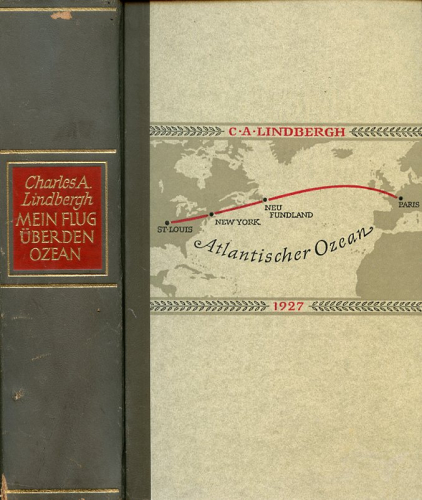 Charles A.
Lindbergh
MEIN FLUG
ÜBER DEN
OZEAN
C·A·LINDBERGH
ST·LOUIS
NEW YORK.
NEU
FUNDLAND
PARIS
Atlantischer Ozean
1927